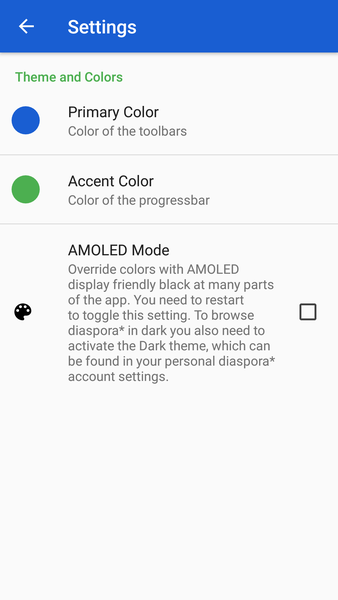 Settings
Theme and Colors
Primary Color
Color of the toolbars
Accent Color
Color of the progressbar
AMOLED Mode
Override colors with AMOLED
display friendly black at many parts
of the app. You need to restart
to toggle this setting. To browse
diaspora* in dark you also need to
activate the Dark theme, which can
be found in your personal diaspora*
account settings.